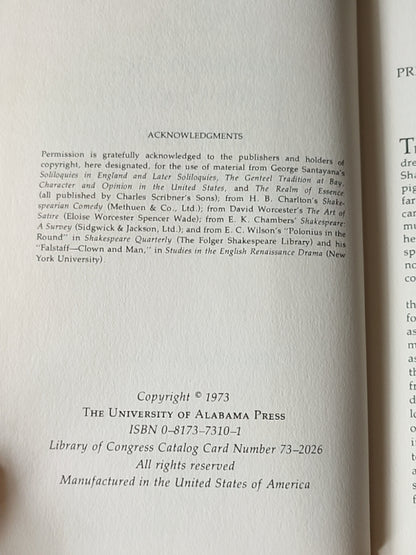 ACKNOWLEDGMENTS
Permission is gratefully acknowledged to the publishers and holders of
copyright, here designated, for the use of material from George Santayana's
Soliloquies in England and Later Soliloquies, The Genteel Tradition at Bay,
Character and Opinion in the United States, and The Realm of Essence
(all published by Charles Scribner's Sons); from H. B. Charlton's Shake-
spearian Comedy (Methuen & Co., Ltd.); from David Worcester's The Art of
Satire (Eloise Worcester Spencer Wade); from E. K. Chambers' Shakespeare:
A Survey (Sidgwick & Jackson, Ltd.); and from E. C. Wilson's "Polonius in the
Round" in Shakespeare Quarterly (The Folger Shakespeare Library) and his
"Falstaff—Clown and Man," in Studies in the English Renaissance Drama (New
York University).
Copyright © 1973
The University of Alabama Press
ISBN 0–8173–7310–1
Library of Congress Catalog Card Number 73–2026
All rights reserved
Manufactured in the United States of America